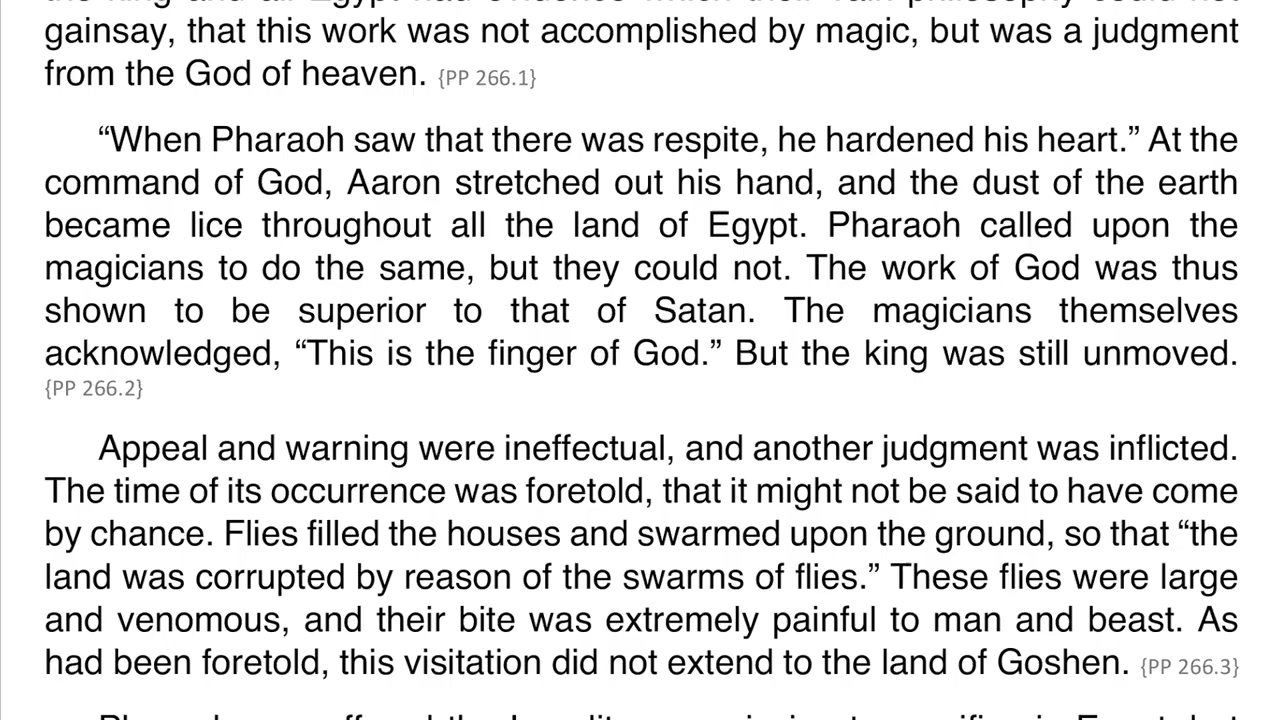 gainsay, that this work was not accomplished by magic, but was a judgment
from the God of heaven. {PP 266.1}
“When Pharaoh saw that there was respite, he hardened his heart.” At the
command of God, Aaron stretched out his hand, and the dust of the earth
became lice throughout all the land of Egypt. Pharaoh called upon the
magicians to do the same, but they could not. The work of God was thus
shown to be superior to that of Satan. The magicians themselves
acknowledged, “This is the finger of God.” But the king was still unmoved.
{PP 266.2}
Appeal and warning were ineffectual, and another judgment was inflicted.
The time of its occurrence was foretold, that it might not be said to have come
by chance. Flies filled the houses and swarmed upon the ground, so that “the
land was corrupted by reason of the swarms of flies.” These flies were large
and venomous, and their bite was extremely painful to man and beast. As
had been foretold, this visitation did not extend to the land of Goshen. {PP 266.3}